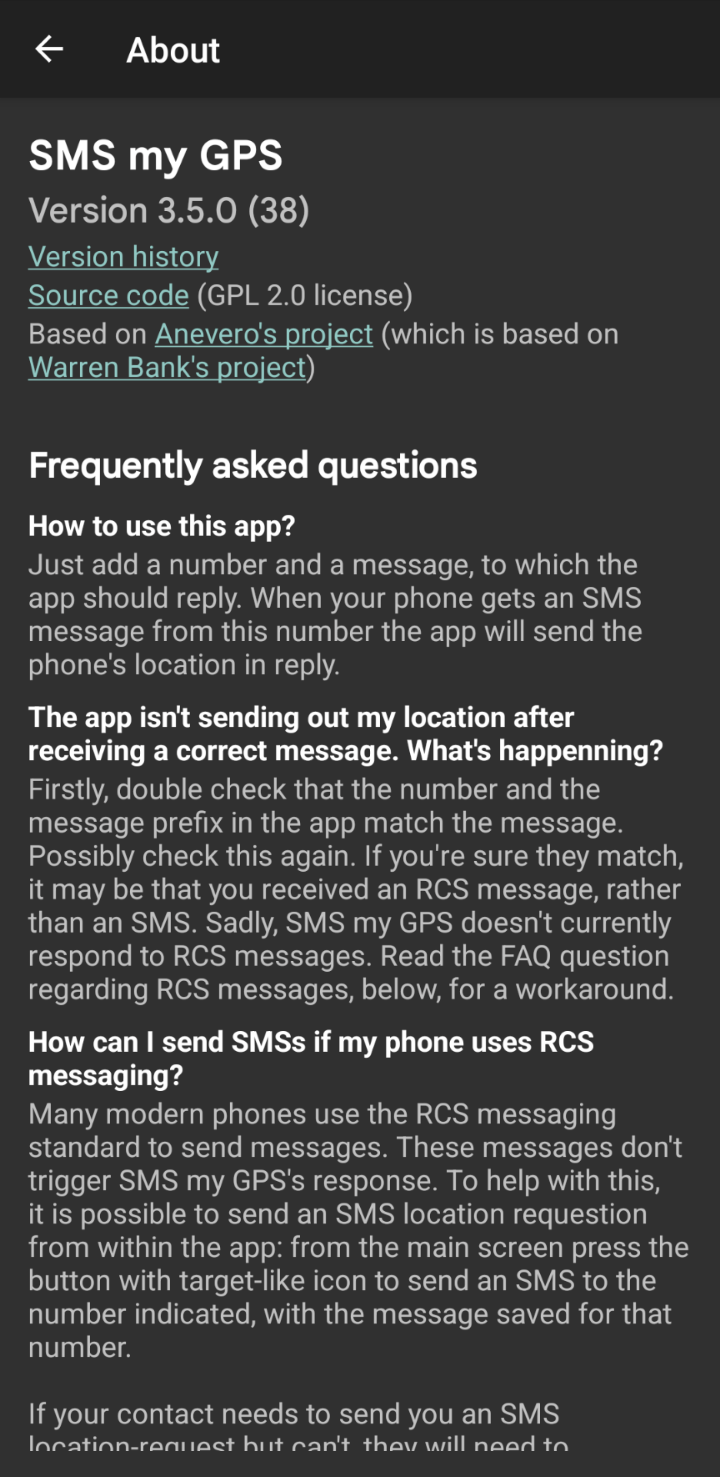 About
SMS my GPS
Version 3.5.0 (38)
Version history
Source code (GPL 2.0 license)
Based on Anevero's project (which is based on
Warren Bank's project)
Frequently asked questions
How to use this app?
Just add a number and a message, to which the
app should reply. When your phone gets an SMS
message from this number the app will send the
phone's location in reply.
The app isn't sending out my location after
receiving a correct message. What's happenning?
Firstly, double check that the number and the
message prefix in the app match the message.
Possibly check this again. If you're sure they match,
it may be that you received an RCS message, rather
than an SMS. Sadly, SMS my GPS doesn't currently
respond to RCS messages. Read the FAQ question
regarding RCS messages, below, for a workaround.
How can I send SMSs if my phone uses RCS
messaging?
Many modern phones use the RCS messaging
standard to send messages. These messages don't
trigger SMS my GPS's response. To help with this,
it is possible to send an SMS location requestion
from within the app: from the main screen press the
button with target-like icon to send an SMS to the
number indicated, with the message saved for that
number.
If your contact needs to send you an SMS
location-request but can't, they will need to